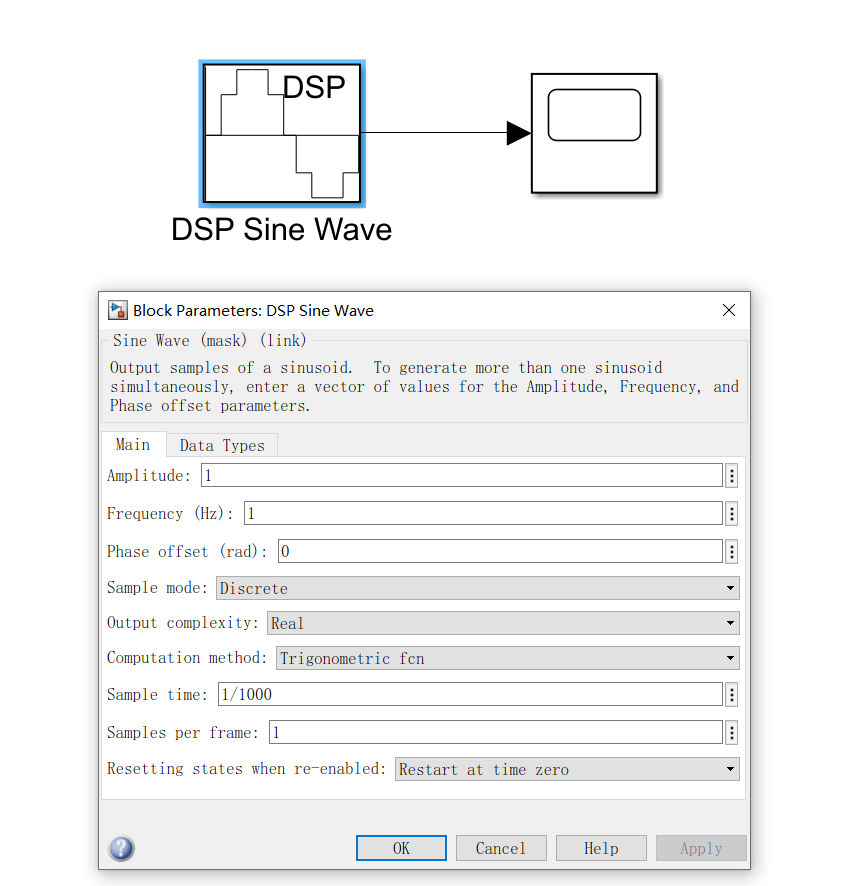 DSP
DSP Sine Wave
Block Parameters: DSP Sine Wave
Sine Wave (mask) (link)
Output samples of a sinusoid.  To generate more than one sinusoid
simultaneously, enter a vector of values for the Amplitude, Frequency, and
Phase offset parameters.
Main Data Types
Amplitude: 1
Frequency (Hz): 1
Phase offset (rad): 0
Sample mode: Discrete
Output complexity: Real
Computation method: Trigonometric fcn
Sample time: 1/1000
Samples per frame: 1
Resetting states when re-enabled: Restart at time zero
? OK Cancel Help Apply